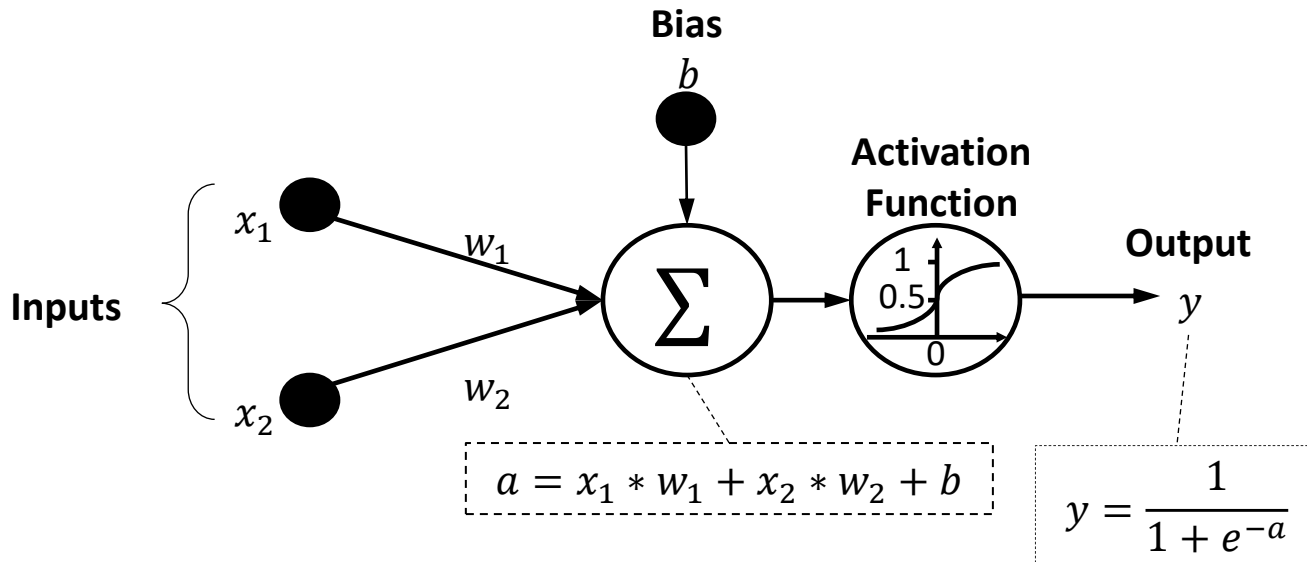 Bias
b
Activation
Function
x₁
w₁
1
0.5
0
Σ
Output
y
Inputs
x₂
w₂
a = x₁ ∗ w₁ + x₂ ∗ w₂ + b
y = 1 / (1 + e⁻ᵃ)